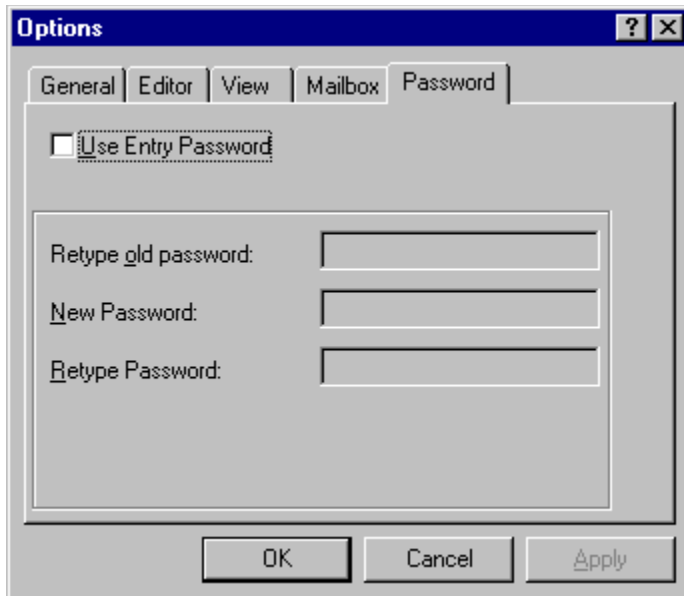 Options
General Editor View Mailbox Password
Use Entry Password
Retype old password:
New Password:
Retype Password:
OK Cancel Apply